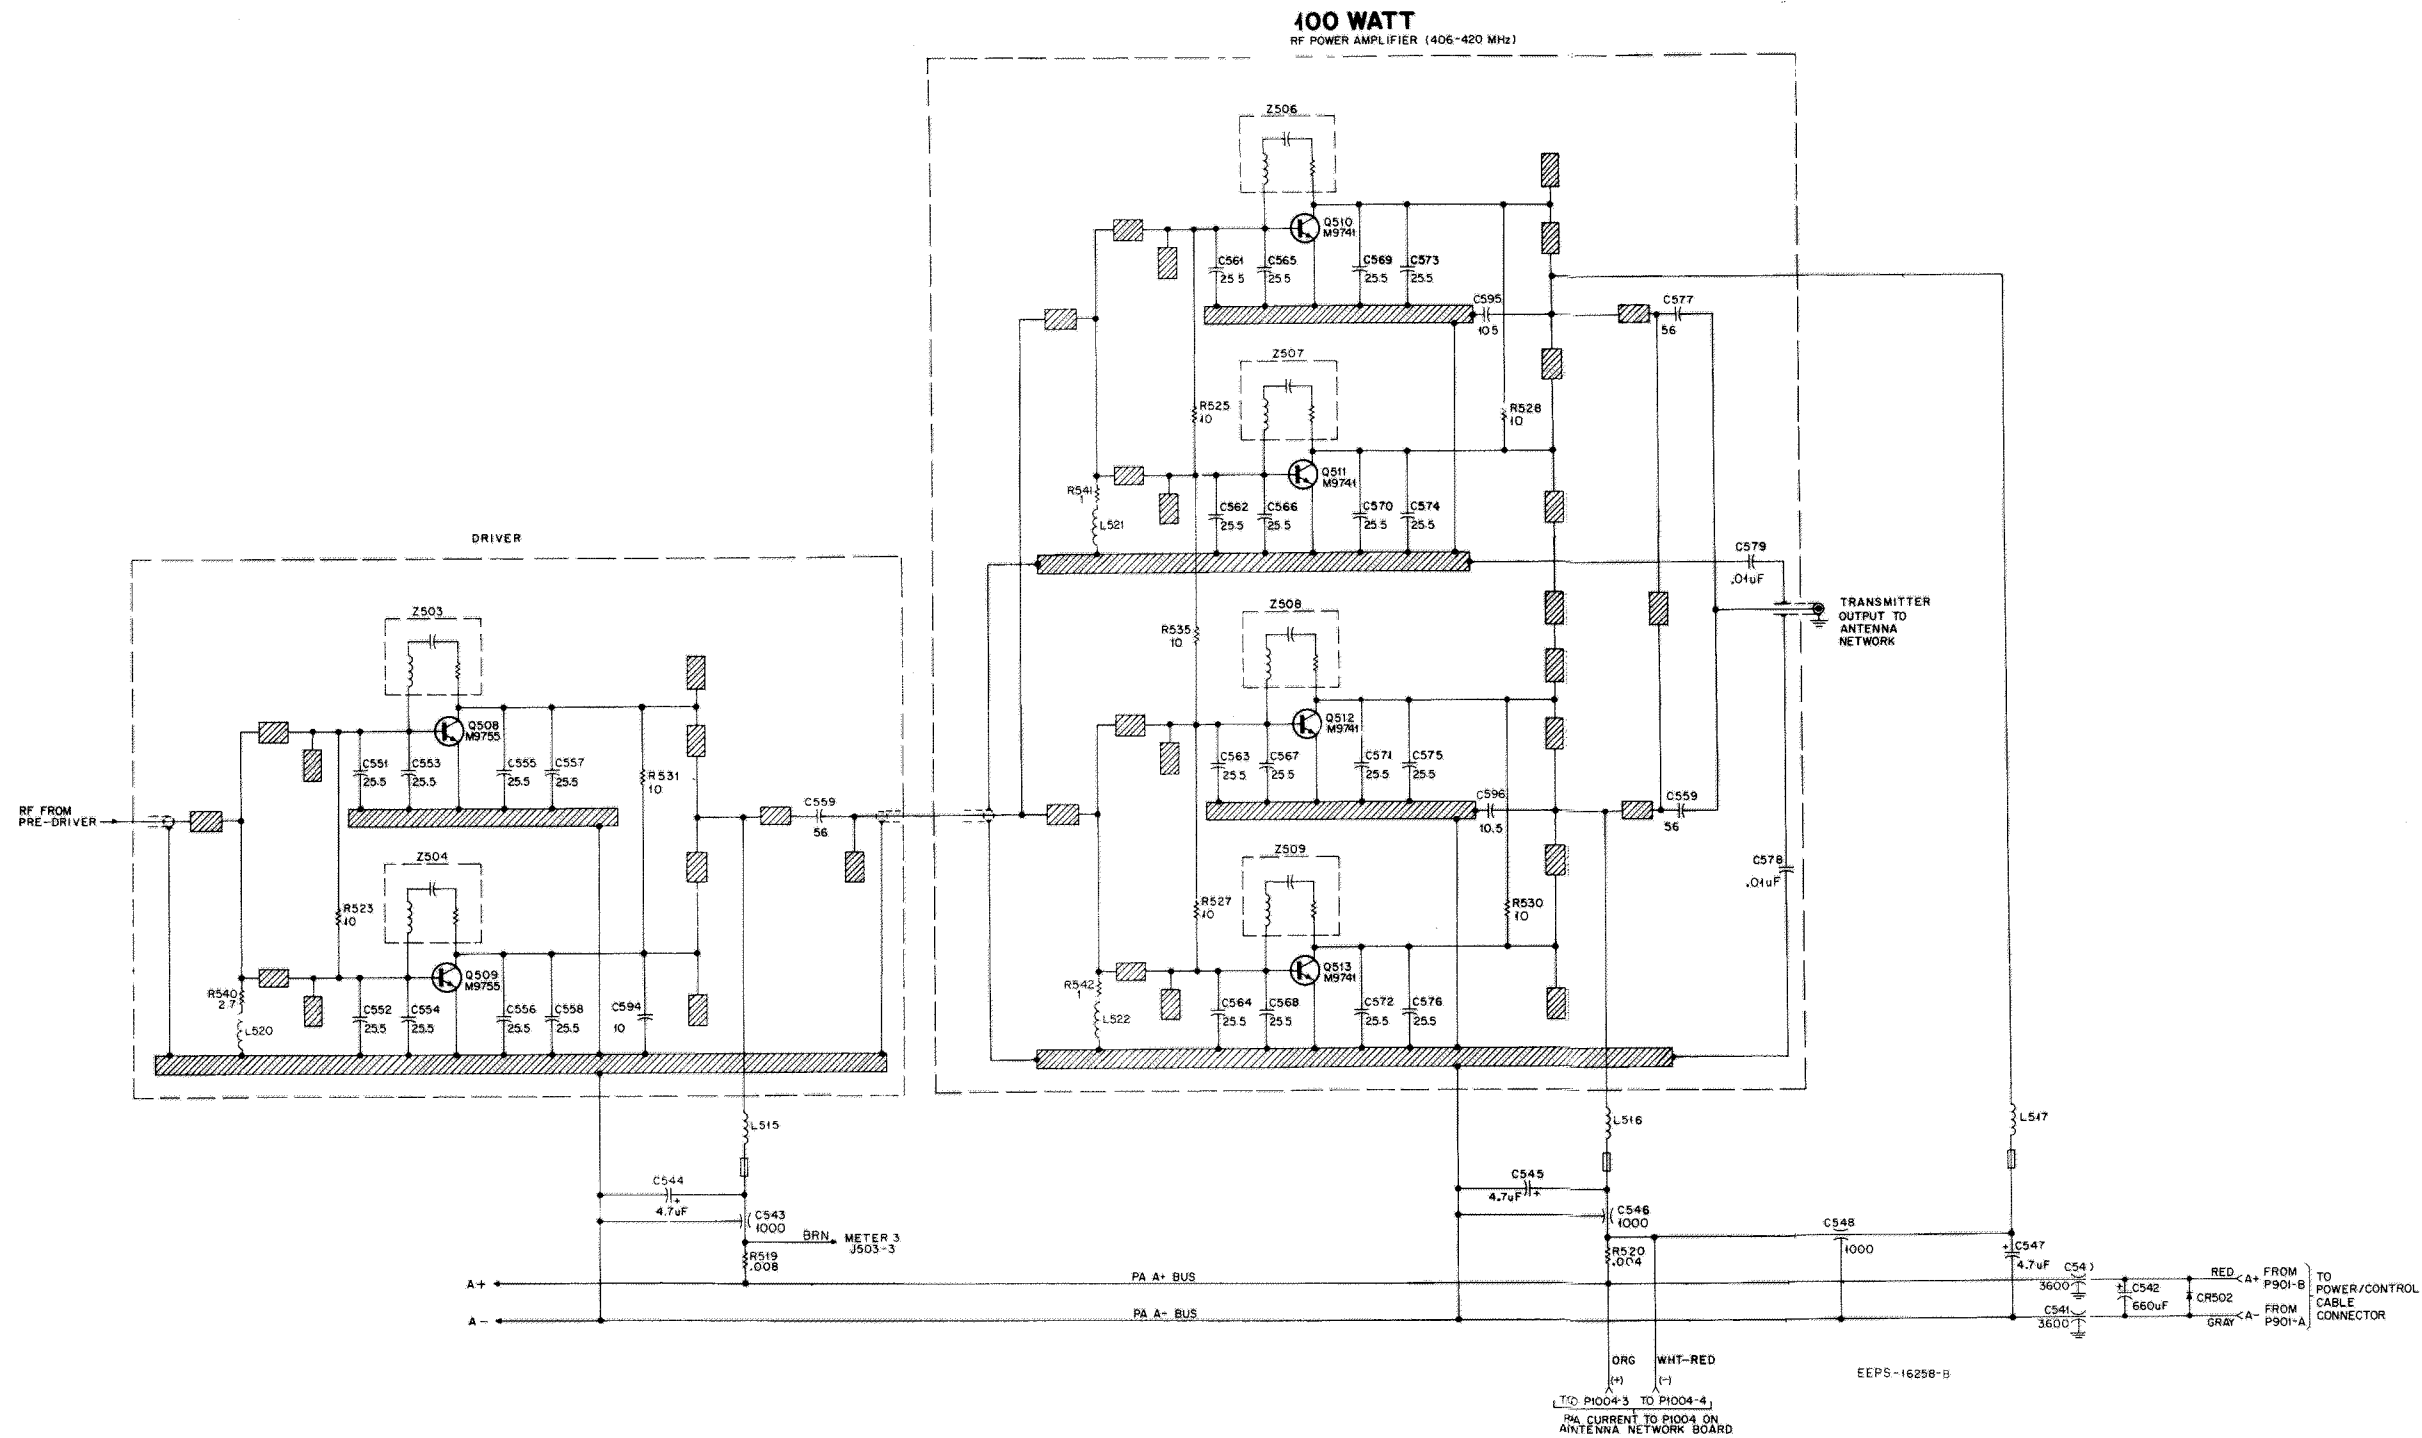 100 WATT
RF POWER AMPLIFIER (406-420 MHz)
Z506
Q510
M9741
C561
25.5
C565
25.5
C569
25.5
C573
25.5
C595
10.5
C577
56
Z507
R525
10
R528
10
Q511
M9741
R541
1
L521
C562
25.5
C566
25.5
C570
25.5
C574
25.5
C579
.01uF
DRIVER
TRANSMITTER
OUTPUT TO
ANTENNA
NETWORK
Z508
R535
10
Z503
Q512
M9741
Q508
M9755
C563
25.5
C567
25.5
C571
25.5
C575
25.5
C551
25.5
C553
25.5
C555
25.5
C557
25.5
R531
10
C596
10.5
C559
56
RF FROM
PRE-DRIVER
C559
56
Z504
Z509
C578
.01uF
R523
10
R527
10
R530
10
Q509
M9755
Q513
M9741
R540
2.7
L520
C552
25.5
C554
25.5
C556
25.5
C558
25.5
C594
10
R542
1
L522
C564
25.5
C568
25.5
C572
25.5
C576
25.5
L515
L516
L517
C544
4.7uF
+
C543
1000
BRN
METER 3
J503-3
R519
.008
C545
4.7uF
+
C546
1000
R520
.004
C548
1000
+
C547
4.7uF
A+
PA A+ BUS
C54
3600
+
C542
660uF
CR502
RED
A+
FROM
P901-B
A-
PA A+ BUS
C541
3600
GRAY
A-
FROM
P901-A
TO
POWER/CONTROL
CABLE
CONNECTOR
ORG
(+)
WHT-RED
(-)
TO P1004-3
TO P1004-4
PA CURRENT TO P1004 ON
ANTENNA NETWORK BOARD
EEPS-16258-B